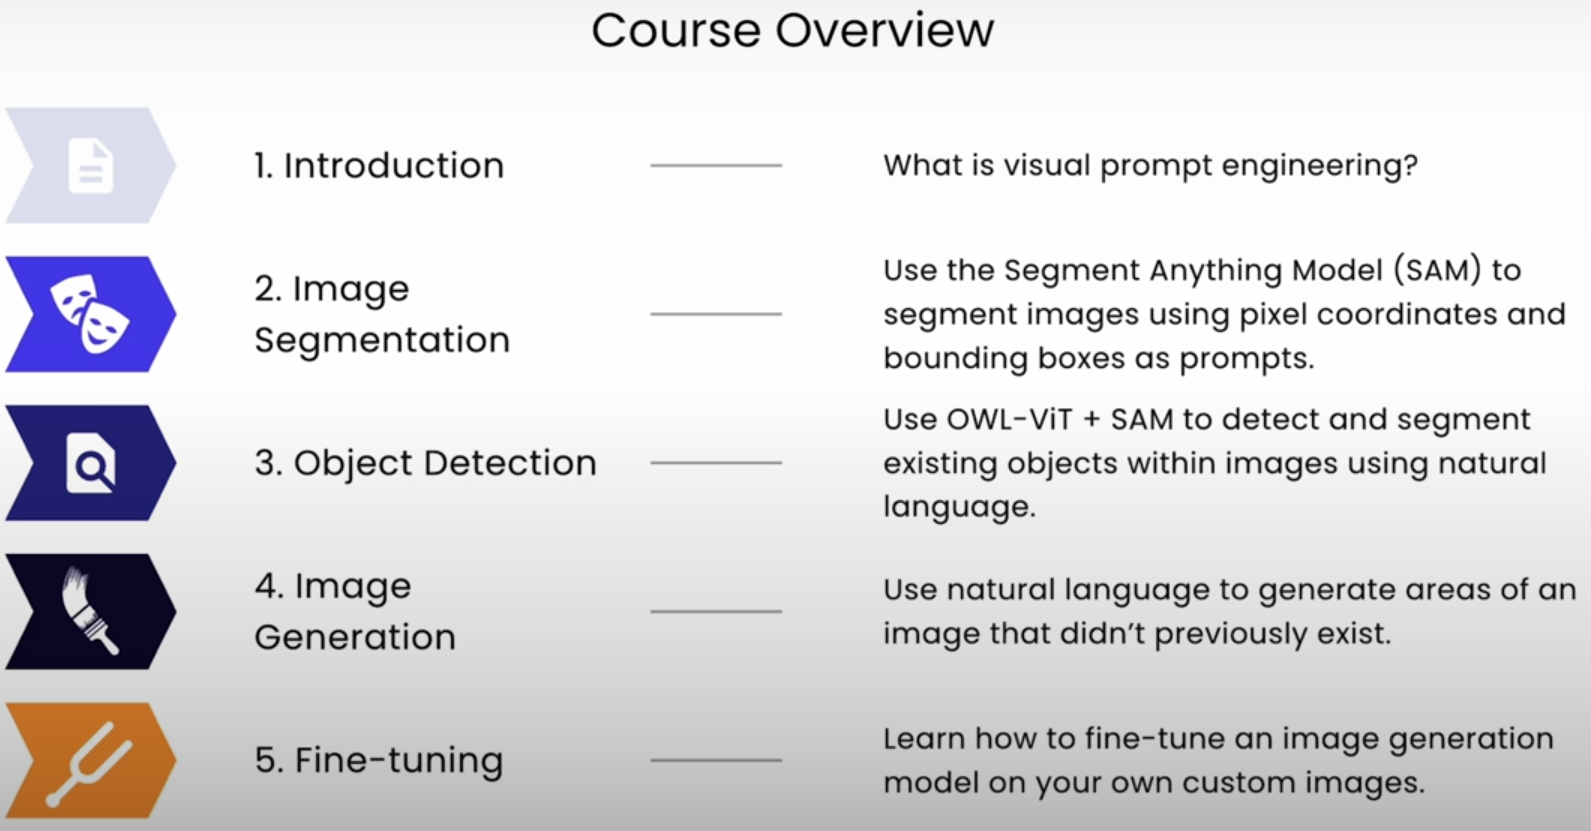 Course Overview
1. Introduction
What is visual prompt engineering?
2. Image
Segmentation
Use the Segment Anything Model (SAM) to
segment images using pixel coordinates and
bounding boxes as prompts.
3. Object Detection
Use OWL-ViT + SAM to detect and segment
existing objects within images using natural
language.
4. Image
Generation
Use natural language to generate areas of an
image that didn't previously exist.
5. Fine-tuning
Learn how to fine-tune an image generation
model on your own custom images.